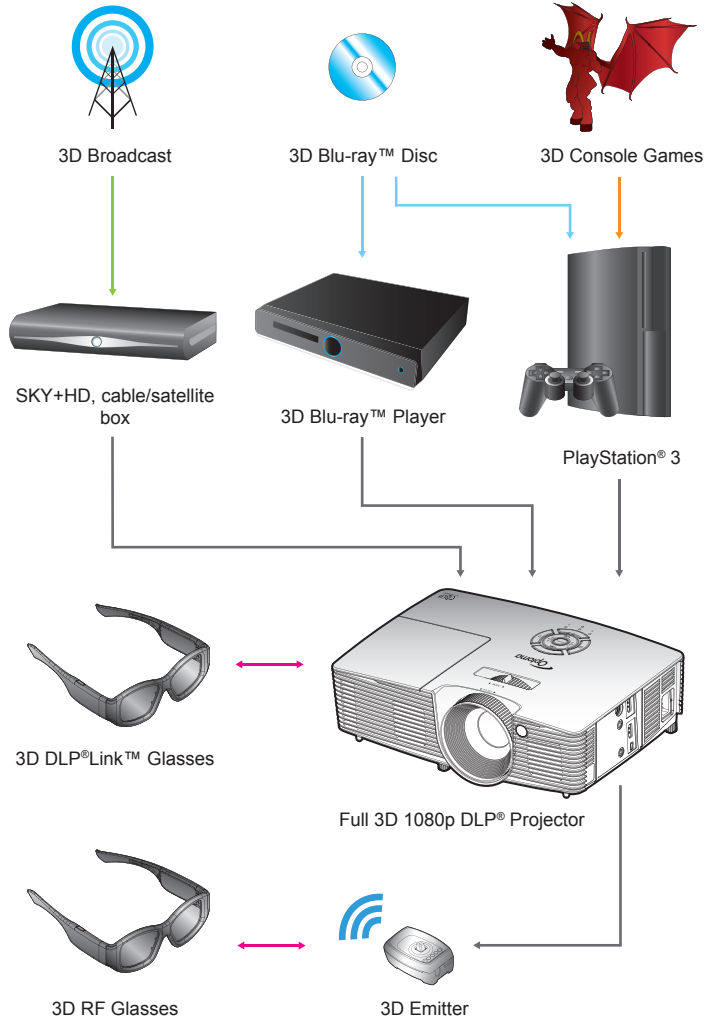 3D Broadcast
3D Blu-ray™ Disc
3D Console Games
SKY+HD, cable/satellite
box
3D Blu-ray™ Player
PlayStation® 3
Optoma
3D DLP®Link™ Glasses
Full 3D 1080p DLP® Projector
3D RF Glasses
3D Emitter